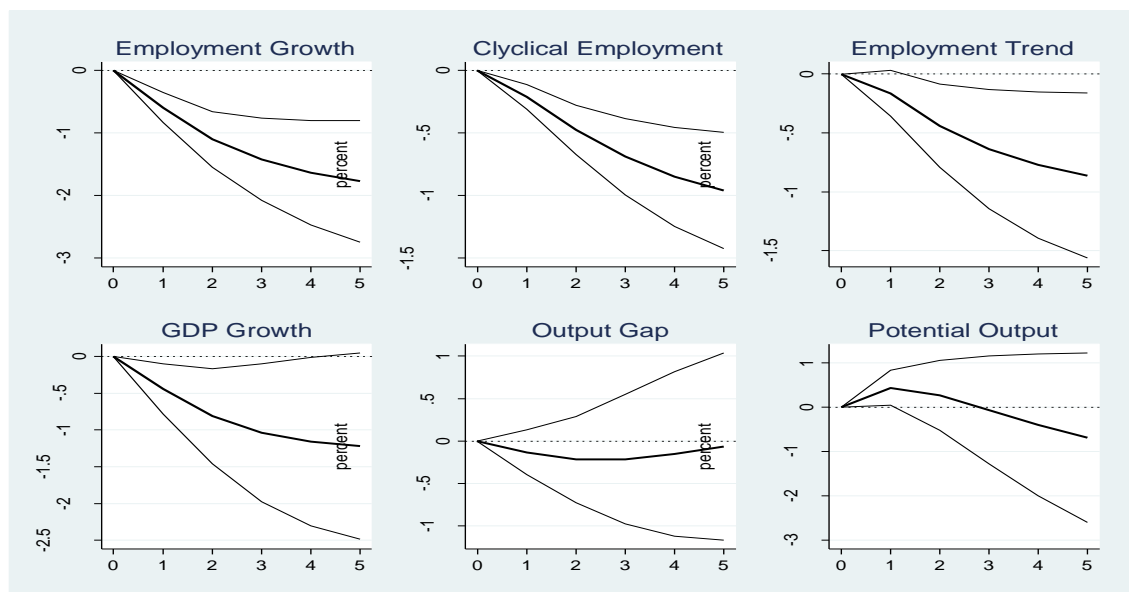 Employment Growth
0
-1
-2
-3
percent
0 1 2 3 4 5
Clyclical Employment
0
-.5
-1
-1.5
percent
0 1 2 3 4 5
Employment Trend
0
-.5
-1
-1.5
0 1 2 3 4 5
GDP Growth
0
-.5
-1
-1.5
-2
-2.5
percent
0 1 2 3 4 5
Output Gap
1
.5
0
-.5
-1
percent
0 1 2 3 4 5
Potential Output
1
0
-1
-2
-3
0 1 2 3 4 5